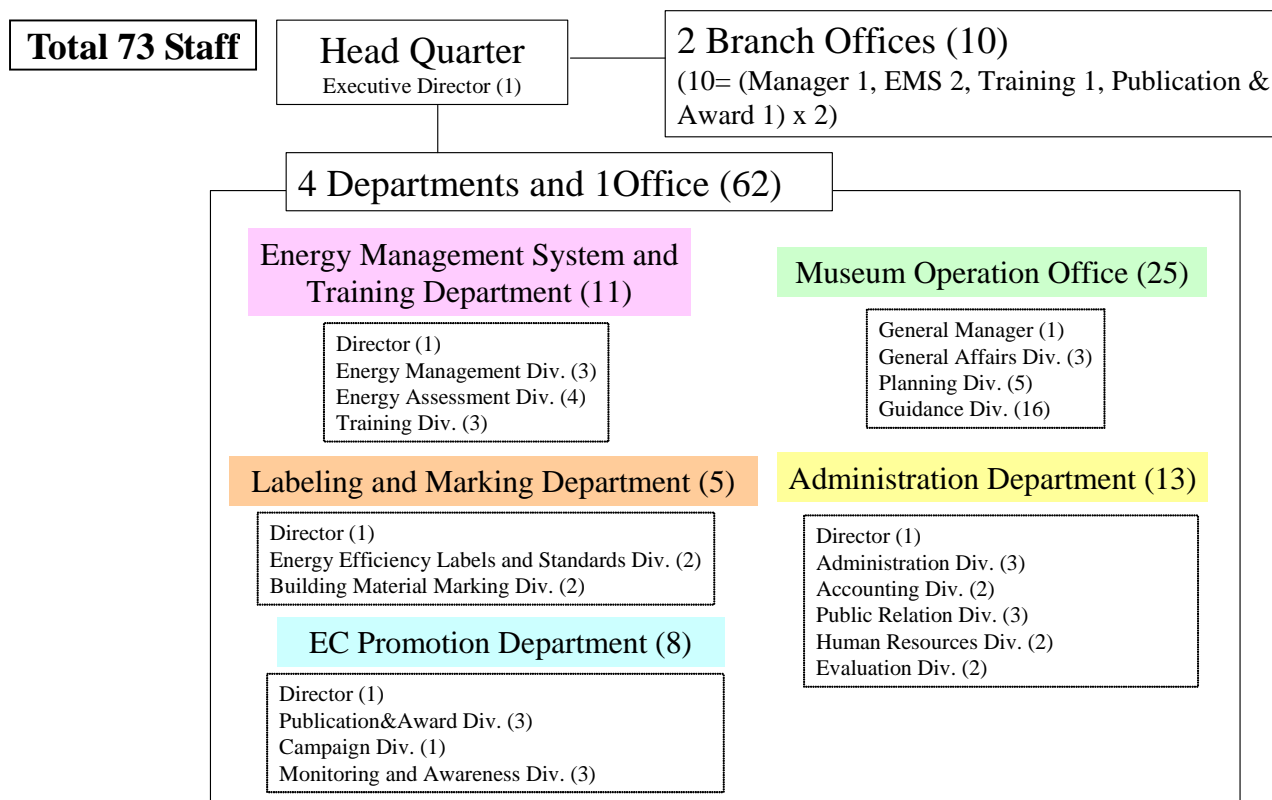 Total 73 Staff
Head Quarter
Executive Director (1)
2 Branch Offices (10)
(10= (Manager 1, EMS 2, Training 1, Publication &
Award 1) x 2)
4 Departments and 1Office (62)
Energy Management System and
Training Department (11)
Director (1)
Energy Management Div. (3)
Energy Assessment Div. (4)
Training Div. (3)
Museum Operation Office (25)
General Manager (1)
General Affairs Div. (3)
Planning Div. (5)
Guidance Div. (16)
Labeling and Marking Department (5)
Director (1)
Energy Efficiency Labels and Standards Div. (2)
Building Material Marking Div. (2)
Administration Department (13)
Director (1)
Administration Div. (3)
Accounting Div. (2)
Public Relation Div. (3)
Human Resources Div. (2)
Evaluation Div. (2)
EC Promotion Department (8)
Director (1)
Publication&Award Div. (3)
Campaign Div. (1)
Monitoring and Awareness Div. (3)